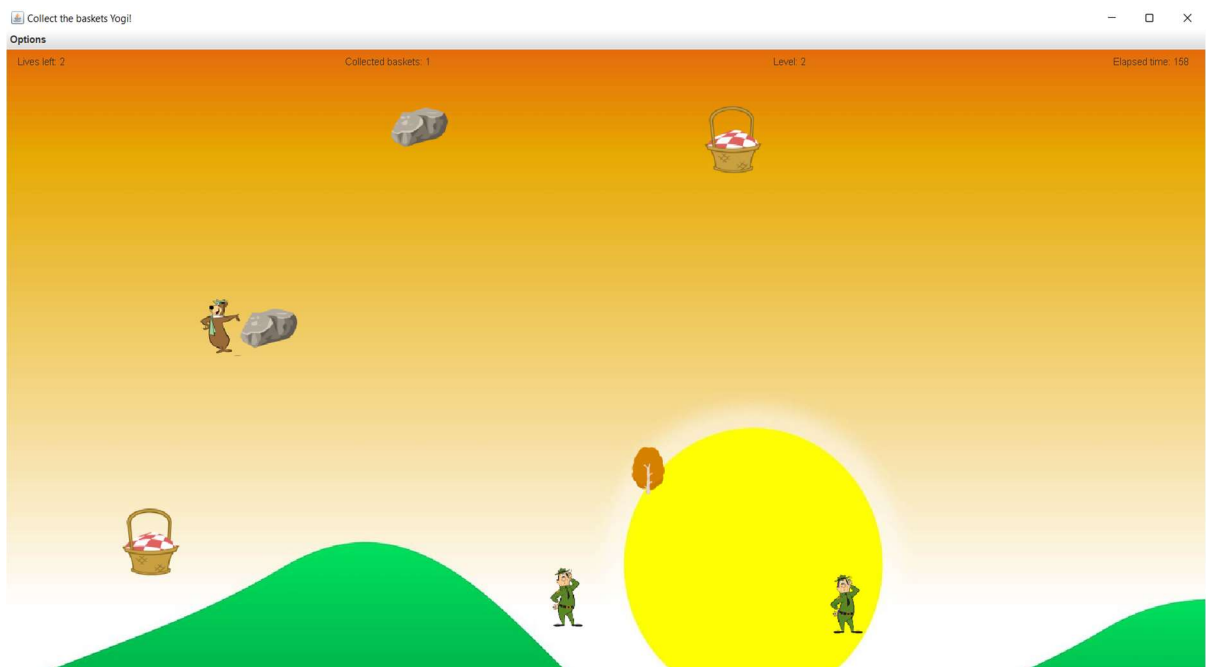 Collect the baskets Yogi!
Options
Lives left: 2 Collected baskets: 1 Level: 2 Elapsed time: 158